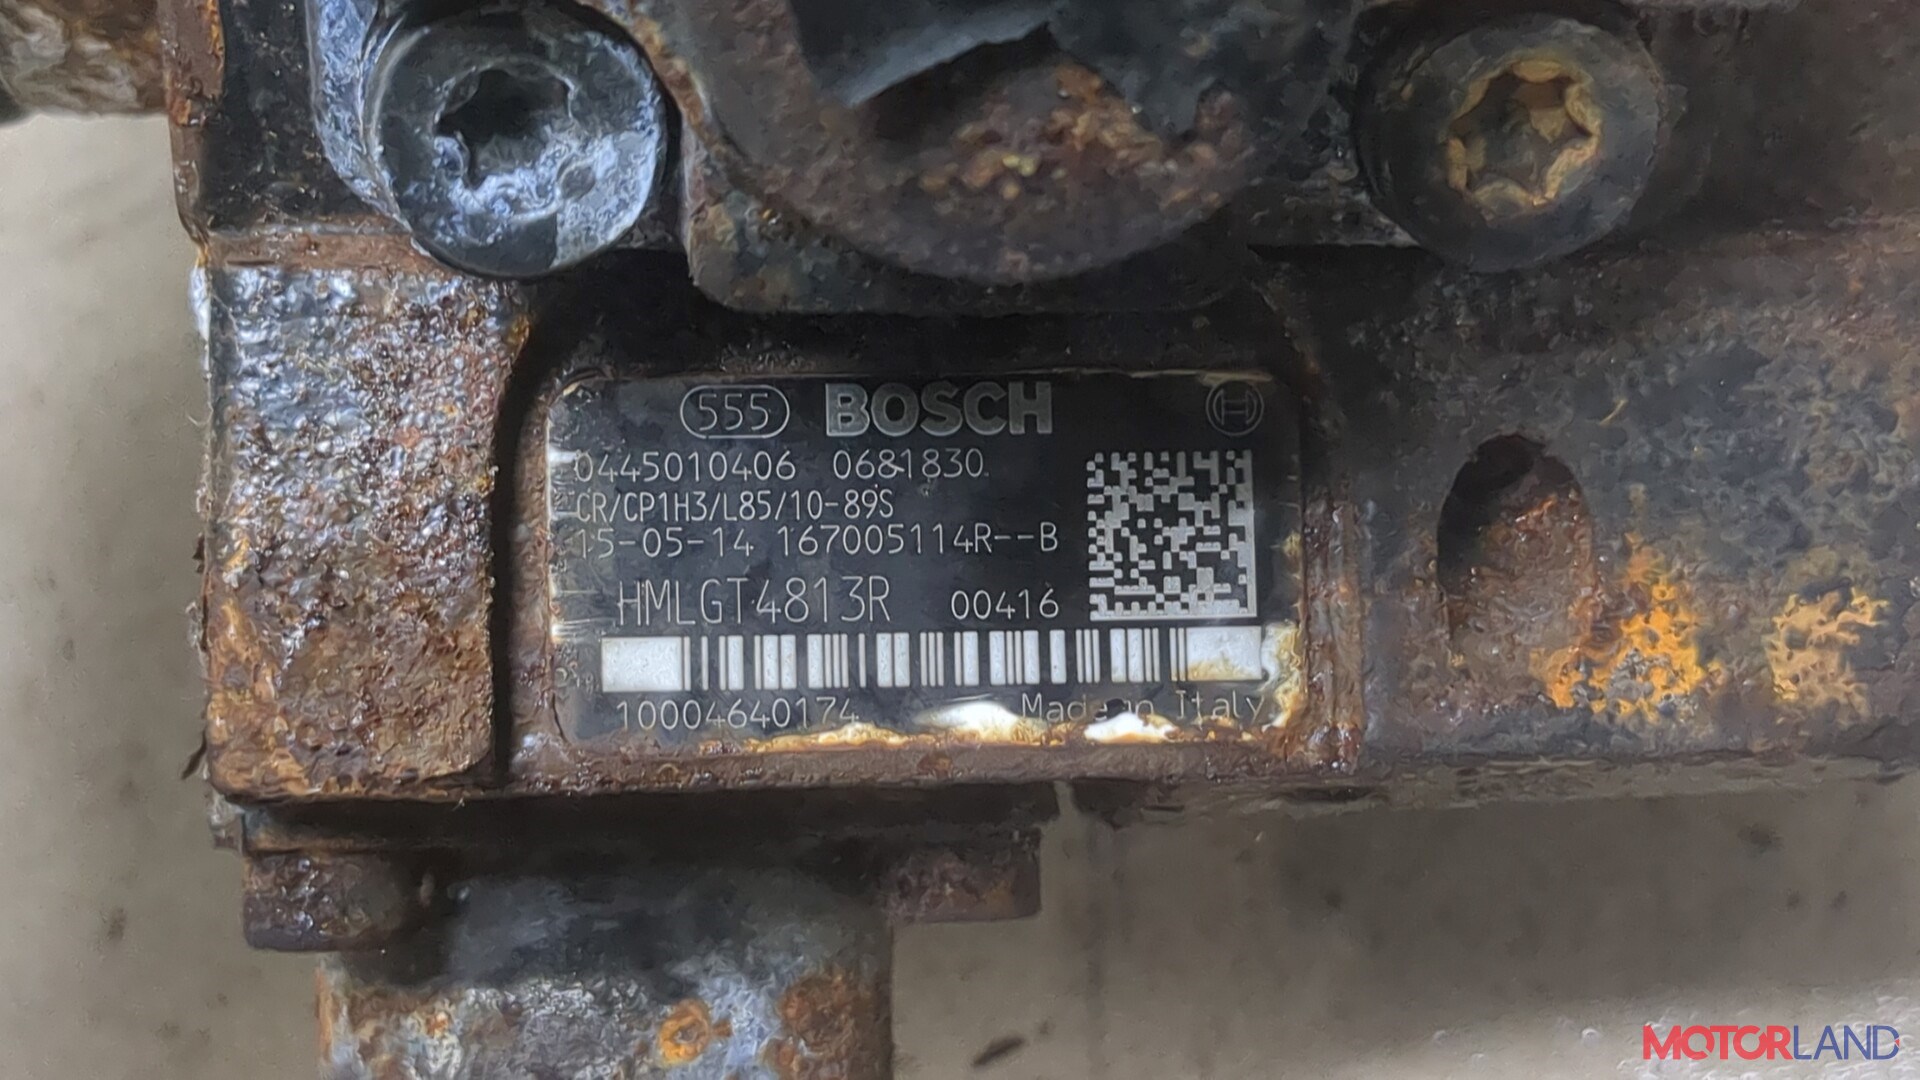 555 BOSCH
0445010406 0681830
CR/CP1H3/L85/10-89S
15-05-14 167005114R--B
HMLGT4813R 00416
10004640174 Made in Italy
MOTORLAND